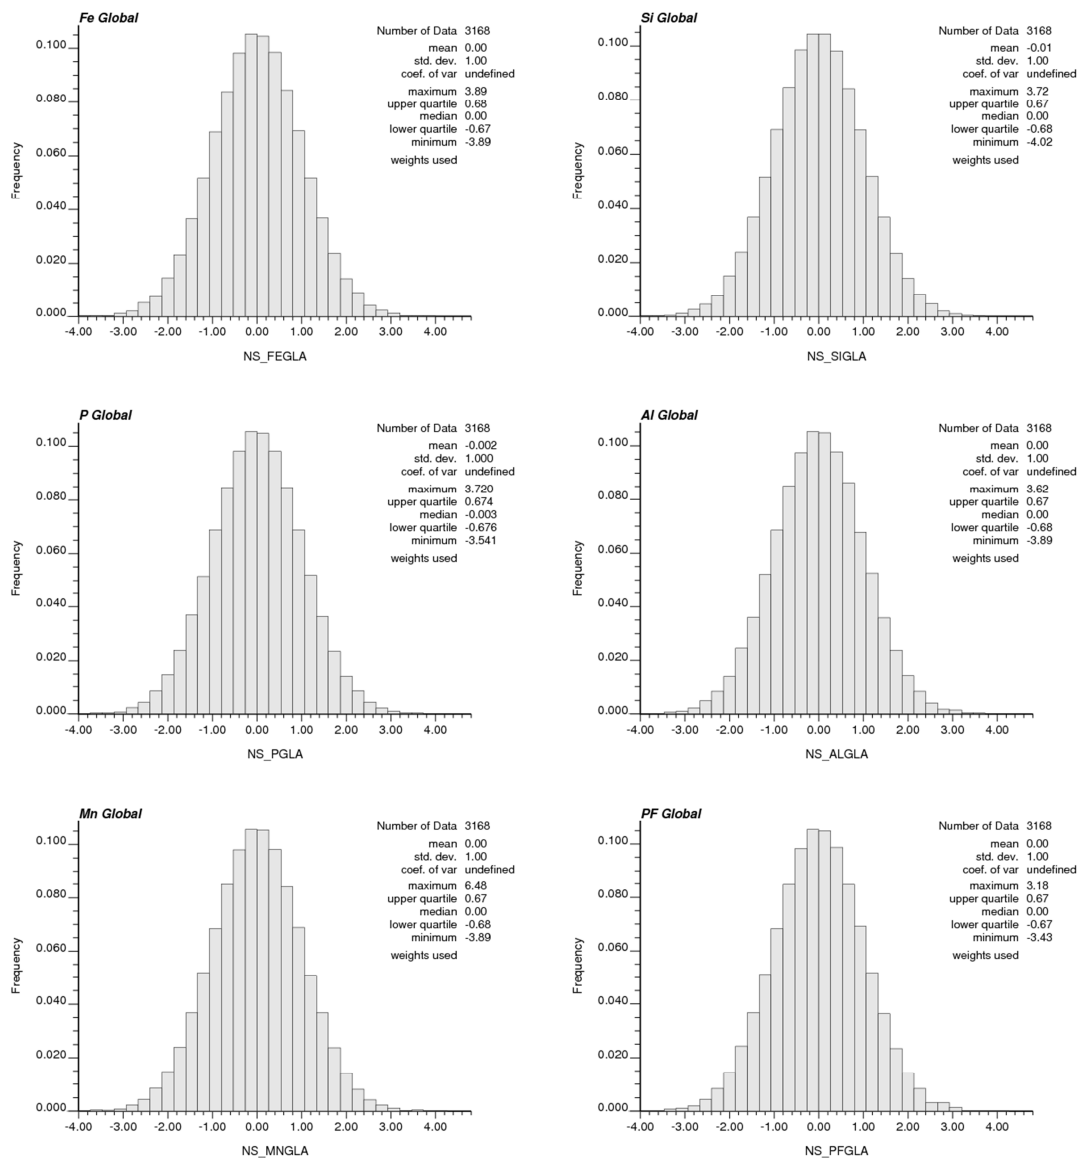 Fe Global
Number of Data 3168
mean 0.00
std. dev. 1.00
coef. of var undefined
maximum 3.89
upper quartile 0.68
median 0.00
lower quartile -0.67
minimum -3.89
weights used
Frequency
0.100
0.080
0.060
0.040
0.020
0.000
-4.00 -3.00 -2.00 -1.00 0.00 1.00 2.00 3.00 4.00
NS_FEGLA
Si Global
Number of Data 3168
mean -0.01
std. dev. 1.00
coef. of var undefined
maximum 3.72
upper quartile 0.67
median 0.00
lower quartile -0.68
minimum -4.02
weights used
Frequency
0.100
0.080
0.060
0.040
0.020
0.000
-4.00 -3.00 -2.00 -1.00 0.00 1.00 2.00 3.00 4.00
NS_SIGLA
P Global
Number of Data 3168
mean -0.002
std. dev. 1.000
coef. of var undefined
maximum 3.720
upper quartile 0.674
median -0.003
lower quartile -0.676
minimum -3.541
weights used
Frequency
0.100
0.080
0.060
0.040
0.020
0.000
-4.00 -3.00 -2.00 -1.00 0.00 1.00 2.00 3.00 4.00
NS_PGLA
Al Global
Number of Data 3168
mean 0.00
std. dev. 1.00
coef. of var undefined
maximum 3.62
upper quartile 0.67
median 0.00
lower quartile -0.68
minimum -3.89
weights used
Frequency
0.100
0.080
0.060
0.040
0.020
0.000
-4.00 -3.00 -2.00 -1.00 0.00 1.00 2.00 3.00 4.00
NS_ALGLA
Mn Global
Number of Data 3168
mean 0.00
std. dev. 1.00
coef. of var undefined
maximum 6.48
upper quartile 0.67
median 0.00
lower quartile -0.68
minimum -3.89
weights used
Frequency
0.100
0.080
0.060
0.040
0.020
0.000
-4.00 -3.00 -2.00 -1.00 0.00 1.00 2.00 3.00 4.00
NS_MNGLA
PF Global
Number of Data 3168
mean 0.00
std. dev. 1.00
coef. of var undefined
maximum 3.18
upper quartile 0.67
median 0.00
lower quartile -0.67
minimum -3.43
weights used
Frequency
0.100
0.080
0.060
0.040
0.020
0.000
-4.00 -3.00 -2.00 -1.00 0.00 1.00 2.00 3.00 4.00
NS_PFGLA